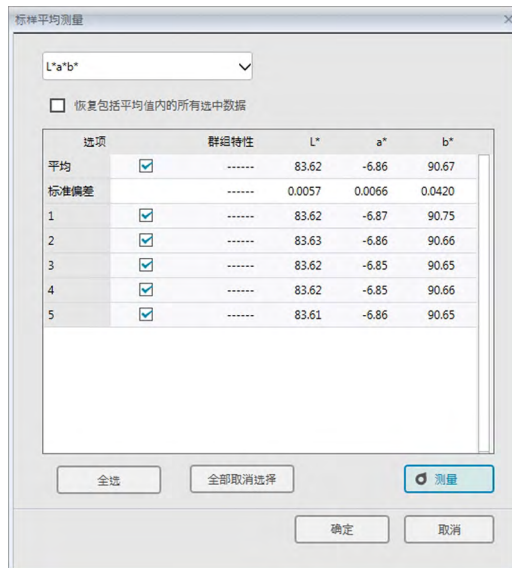 标样平均测量
L*a*b*
恢复包括平均值内的所有选中数据
选项 群组特性 L* a* b*
平均 ------ 83.62 -6.86 90.67
标准偏差 ------ 0.0057 0.0066 0.0420
1 ------ 83.62 -6.87 90.75
2 ------ 83.63 -6.86 90.66
3 ------ 83.62 -6.85 90.65
4 ------ 83.62 -6.85 90.66
5 ------ 83.61 -6.86 90.65
全选 全部取消选择 测量
确定 取消